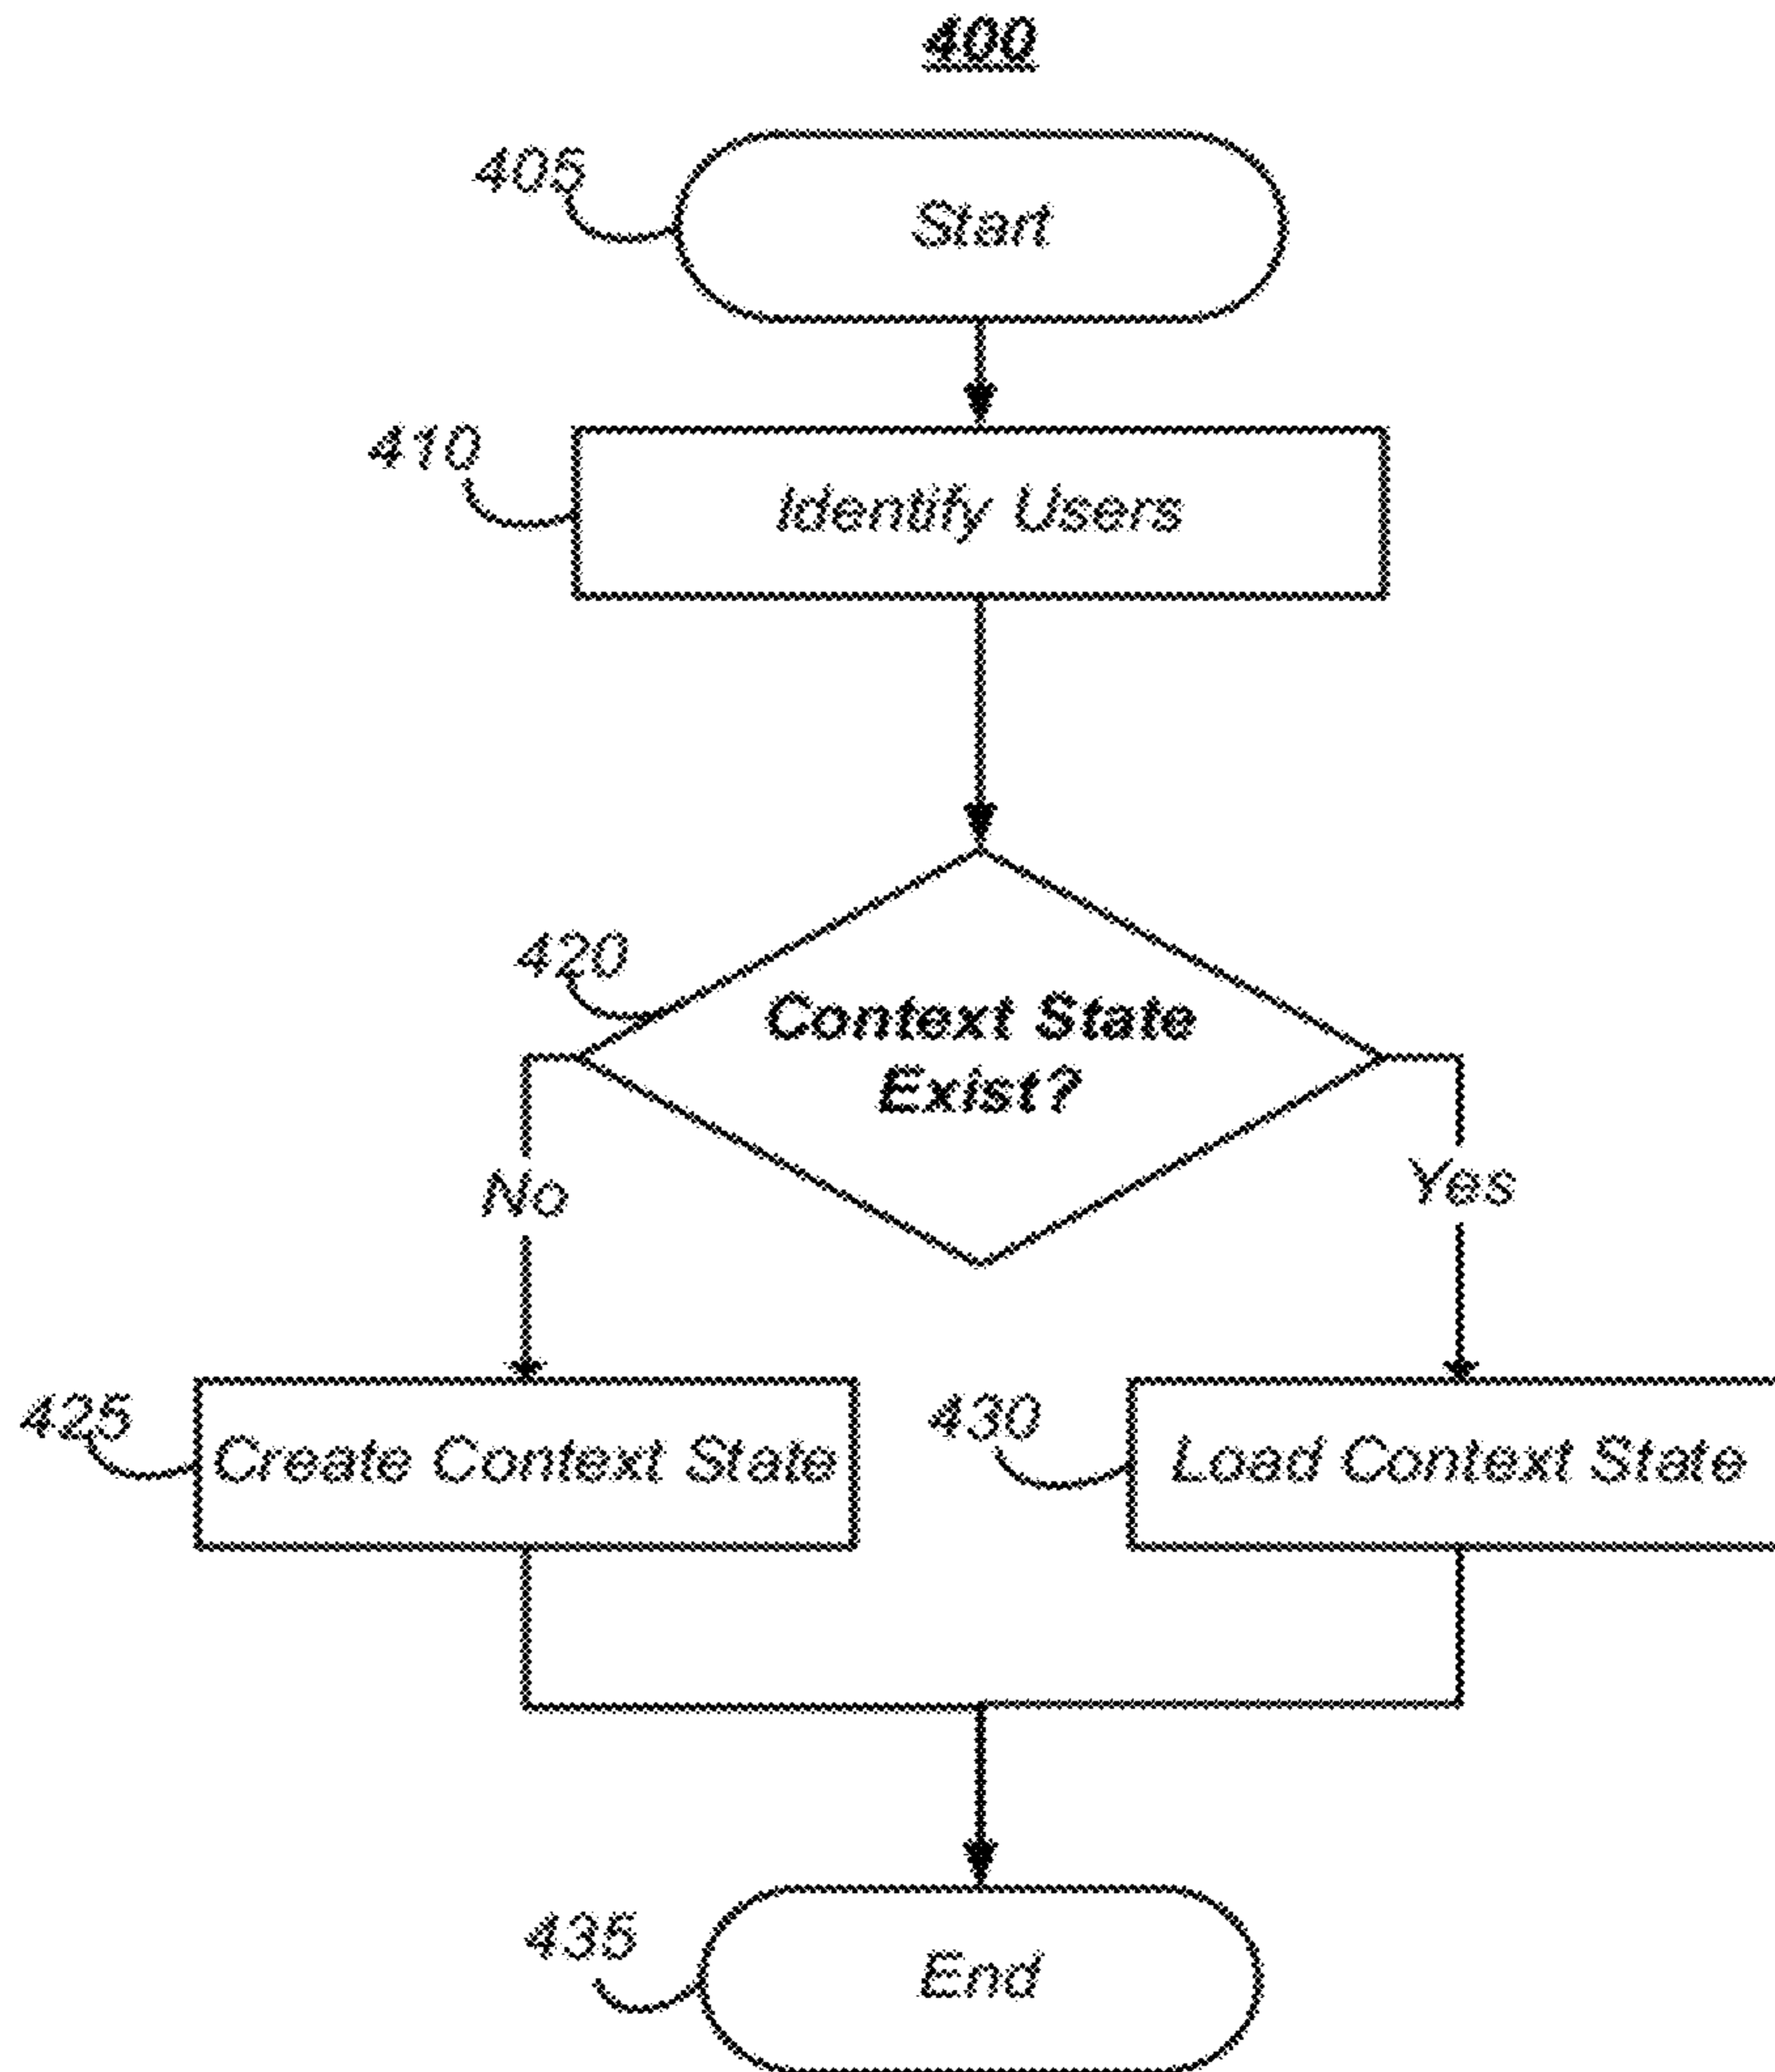 400
405
Start
410
Identify Users
420
Context State
Exist?
No
Yes
425
Create Context State
430
Load Context State
435
End